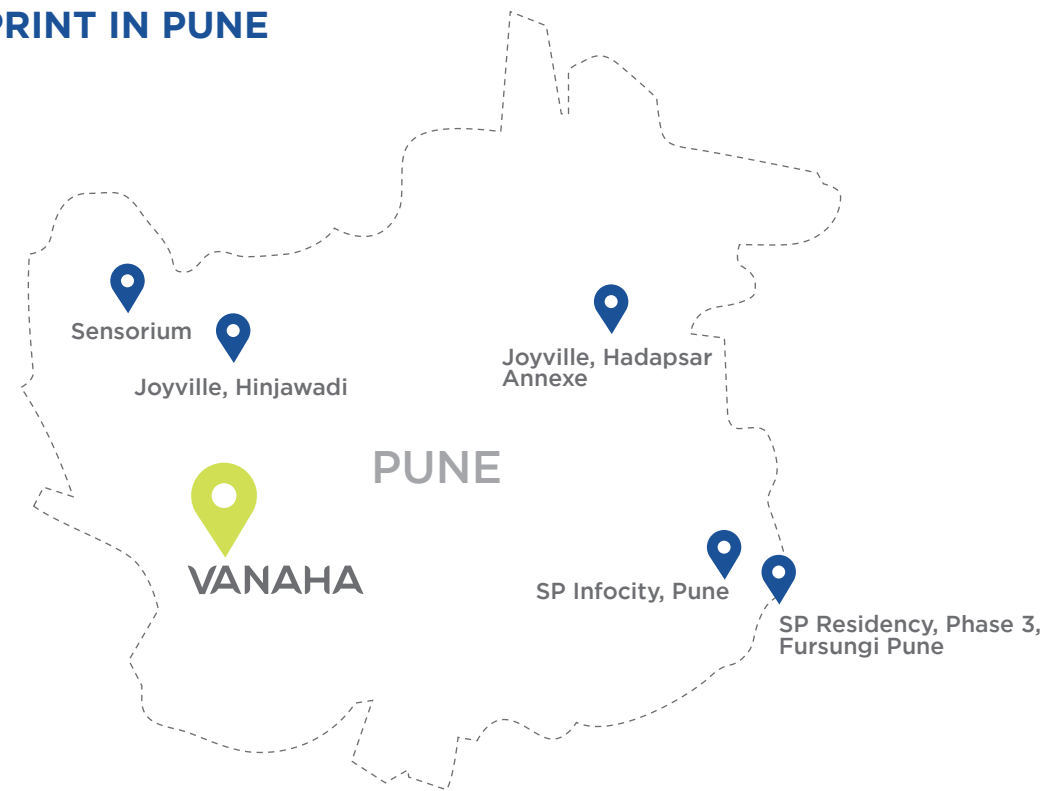 PRINT IN PUNE
Sensorium
Joyville, Hinjawadi
Joyville, Hadapsar
Annexe
PUNE
VANAHA
SP Infocity, Pune
SP Residency, Phase 3,
Fursungi Pune